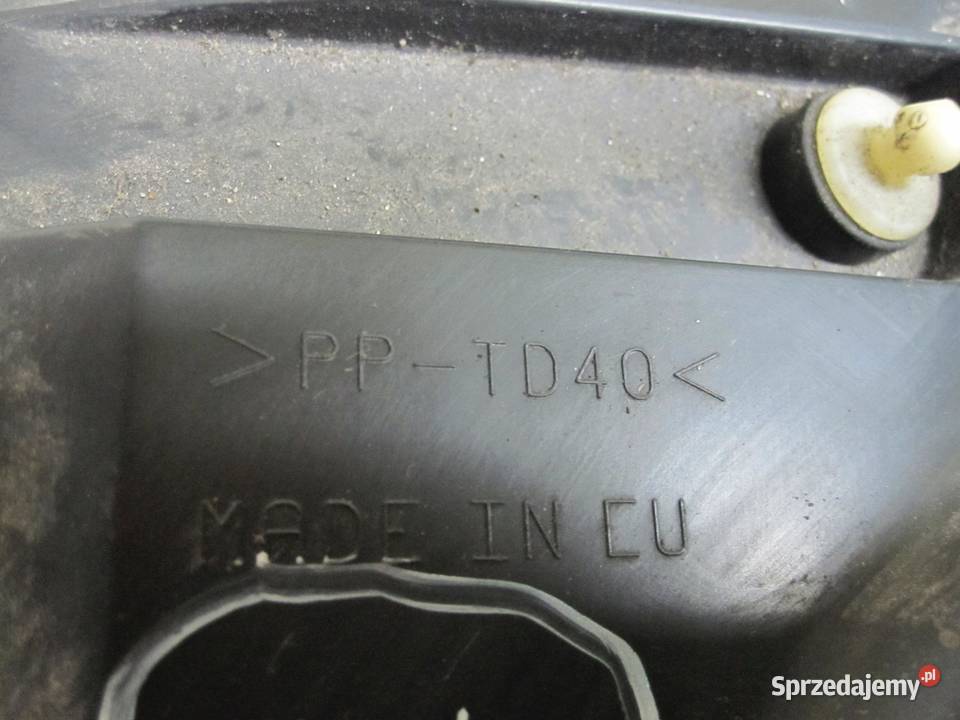 >PP-TD40<
MADE IN EU
Sprzedajemy.pl